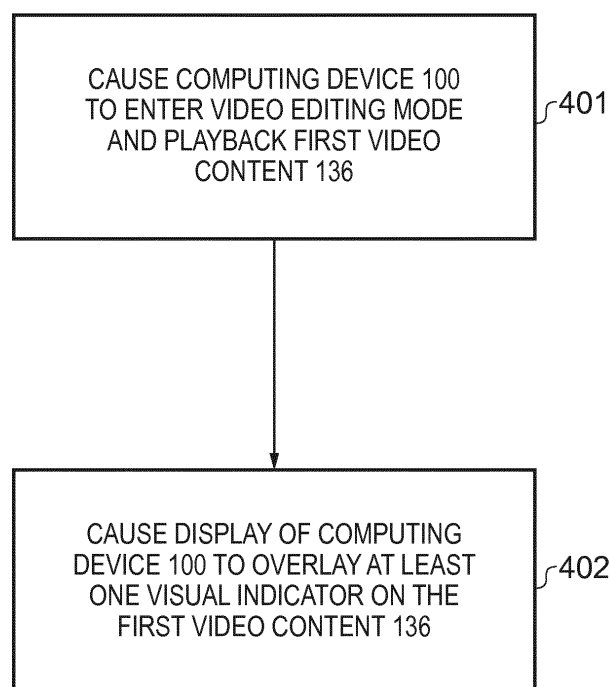 CAUSE COMPUTING DEVICE 100
TO ENTER VIDEO EDITING MODE
AND PLAYBACK FIRST VIDEO
CONTENT 136
401
CAUSE DISPLAY OF COMPUTING
DEVICE 100 TO OVERLAY AT LEAST
ONE VISUAL INDICATOR ON THE
FIRST VIDEO CONTENT 136
402